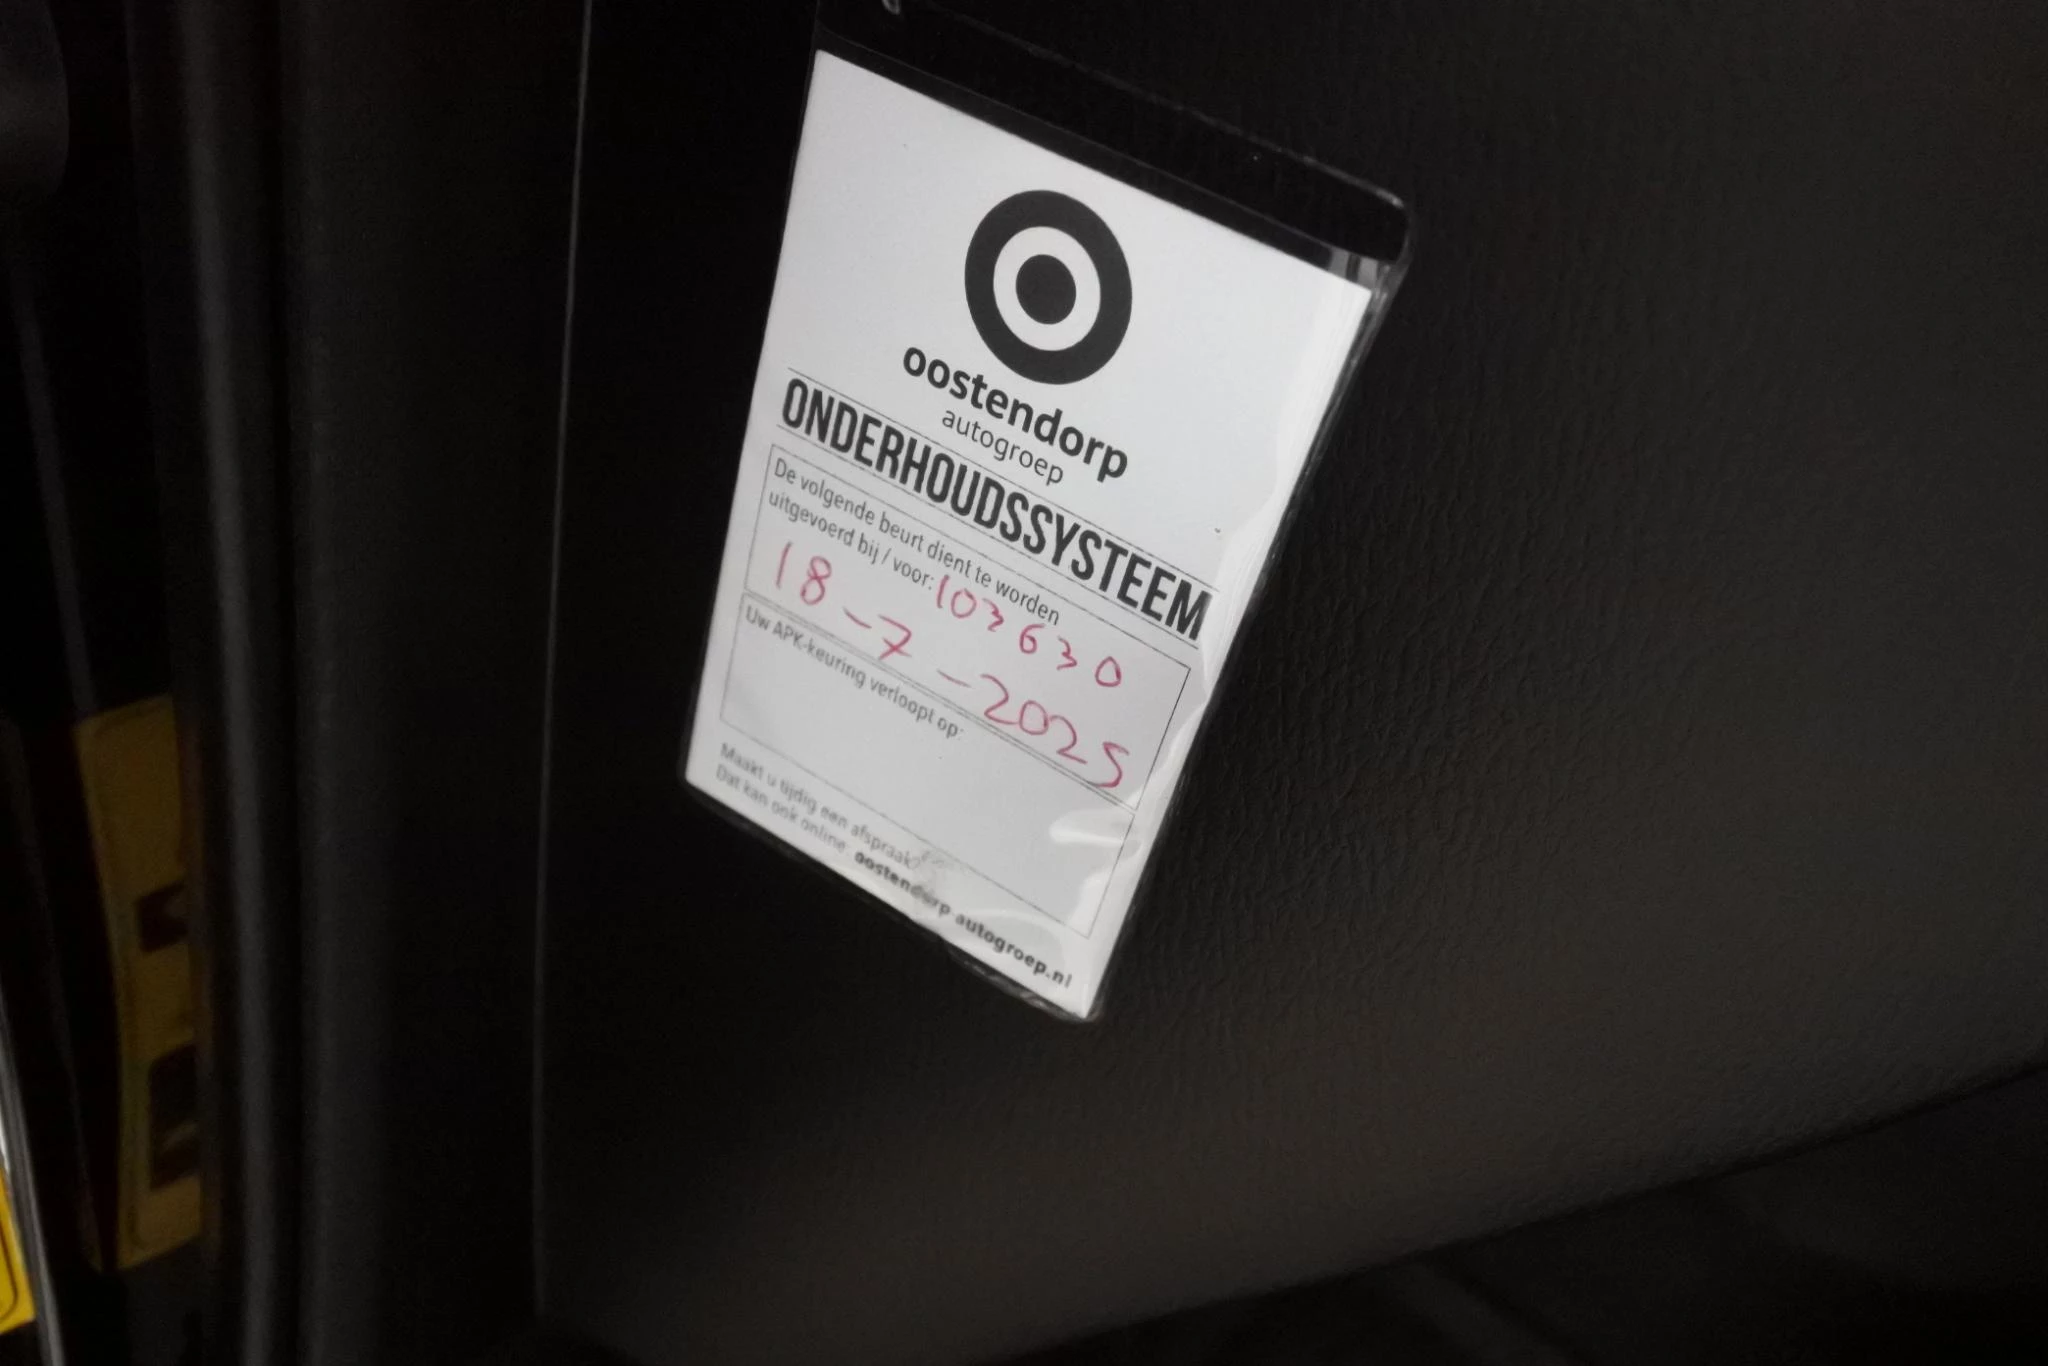 oostendorp
autogroep
ONDERHOUDSSYSTEEM
De volgende beurt dient te worden
uitgevoerd bij / voor: 103630
18-7-2025
Uw APK-keuring verloopt op:
Maakt u tijdig een afspraak
Dat kan ook online: oostendorp-autogroep.nl